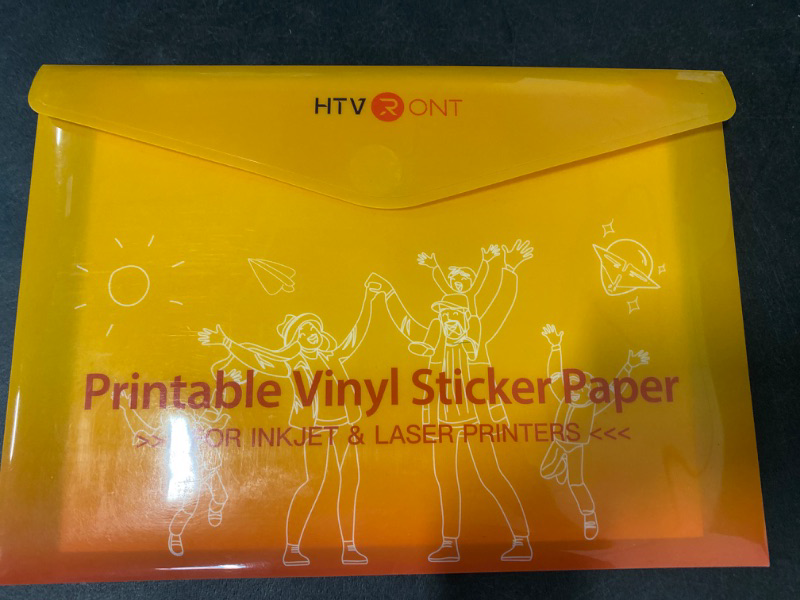 HTVRONT
Printable Vinyl Sticker Paper
>>> FOR INKJET & LASER PRINTERS <<<